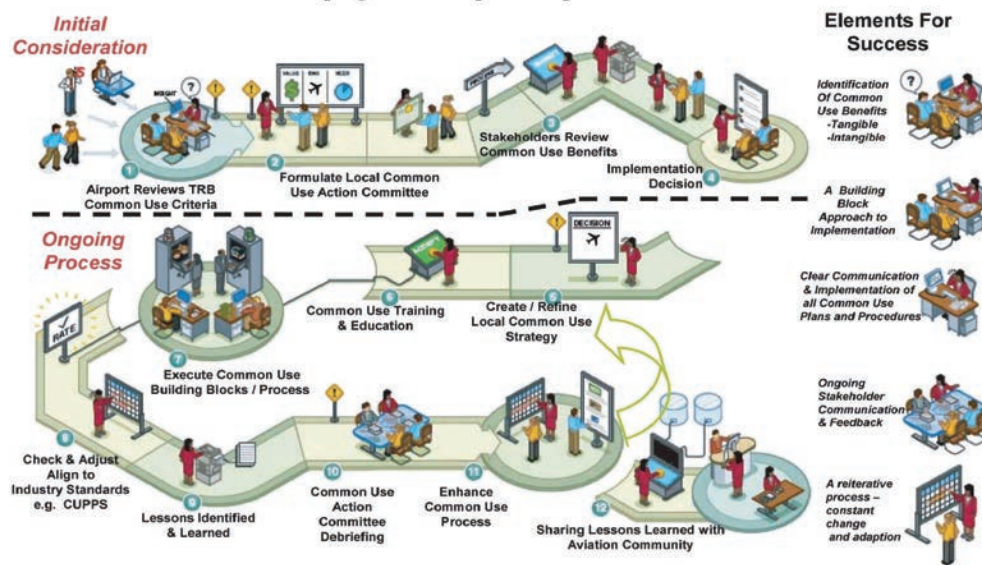 Initial
Consideration
Elements For
Success
INSIGHT
?
VALUE
NEED
$
PROCESS
1
Airport Reviews TRB
Common Use Criteria
2
Formulate Local Common
Use Action Committee
3
Stakeholders Review
Common Use Benefits
Implementation
Decision
4
Identification
Of Common
Use Benefits
-Tangible
-Intangible
?
A Building
Block
Approach to
Implementation
Clear Communication
& Implementation of
all Common Use
Plans and Procedures
Ongoing
Stakeholder
Communication
& Feedback
A reiterative
process –
constant
change
and adaption
Ongoing
Process
DECISION
5
Create / Refine
Local Common Use
Strategy
6
Common Use Training
& Education
7
Execute Common Use
Building Blocks / Process
RATE
8
Check & Adjust
Align to
Industry Standards
e.g. CUPPS
9
Lessons Identified
& Learned
10
Common Use
Action
Committee
Debriefing
11
Enhance
Common Use
Process
12
Sharing Lessons Learned with
Aviation Community